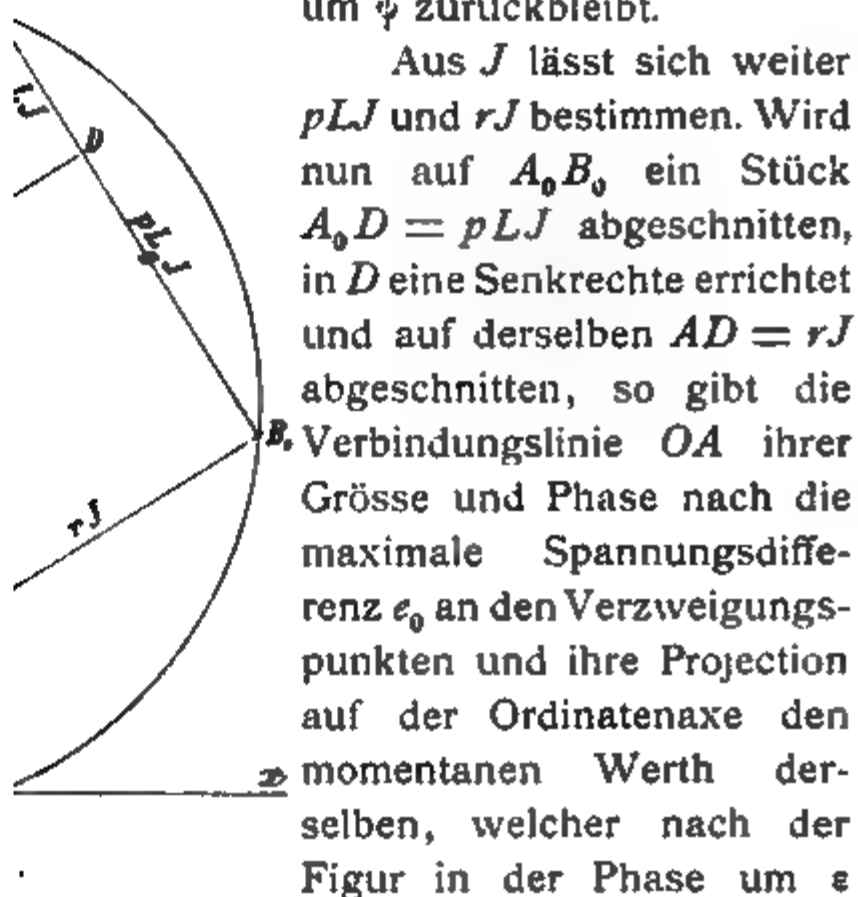 um ψ zurückbleibt.
Aus J lässt sich weiter
pLJ und rJ bestimmen. Wird
nun auf A₀B₀ ein Stück
A₀D = pLJ abgeschnitten,
in D eine Senkrechte errichtet
und auf derselben AD = rJ
abgeschnitten, so gibt die
Verbindungslinie OA ihrer
Grösse und Phase nach die
maximale Spannungsdiffe-
renz e₀ an den Verzweigungs-
punkten und ihre Projection
auf der Ordinatenaxe den
momentanen Werth der-
selben, welcher nach der
Figur in der Phase um ε
D
pL₀J
B₀
rJ
x